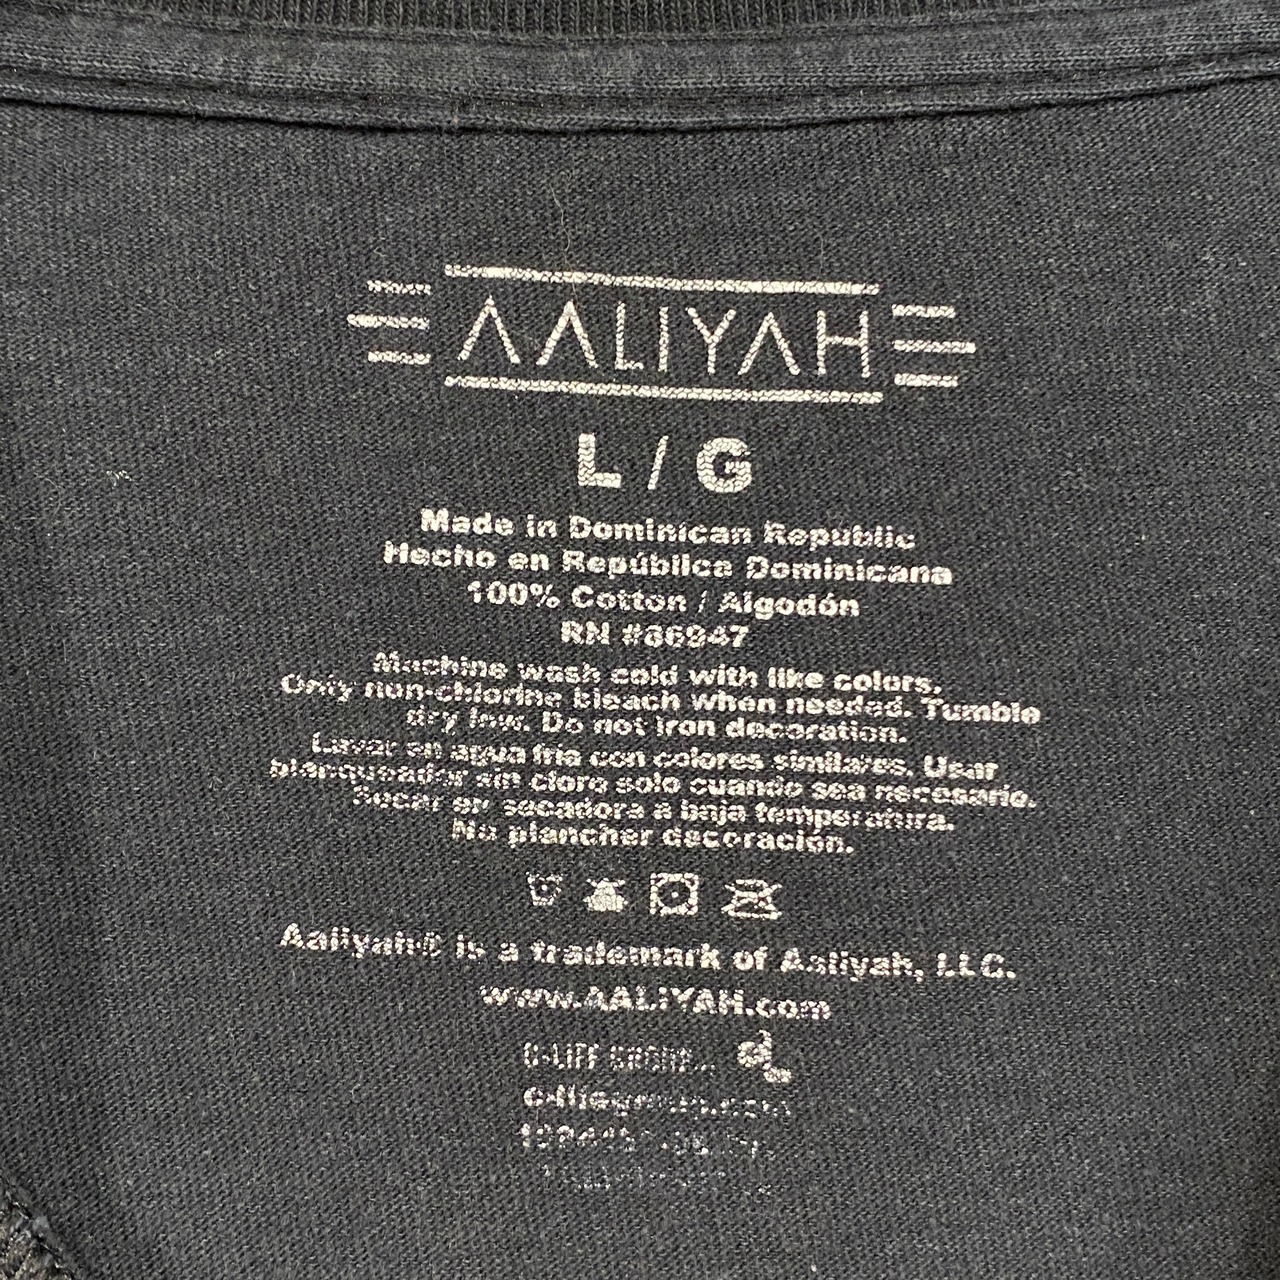 AALIYAH
L / G
Made in Dominican Republic
Hecho en República Dominicana
100% Cotton / Algodón
RN #86947
Machine wash cold with like colors.
Only non-chlorine bleach when needed. Tumble
dry low. Do not iron decoration.
Lavar en agua fria con colores similares. Usar
blanqueador sin cloro solo cuando sea necesario.
Secar en secadora a baja temperatura.
No planchar decoración.
Aaliyah® is a trademark of Aaliyah, LLC.
www.AALIYAH.com